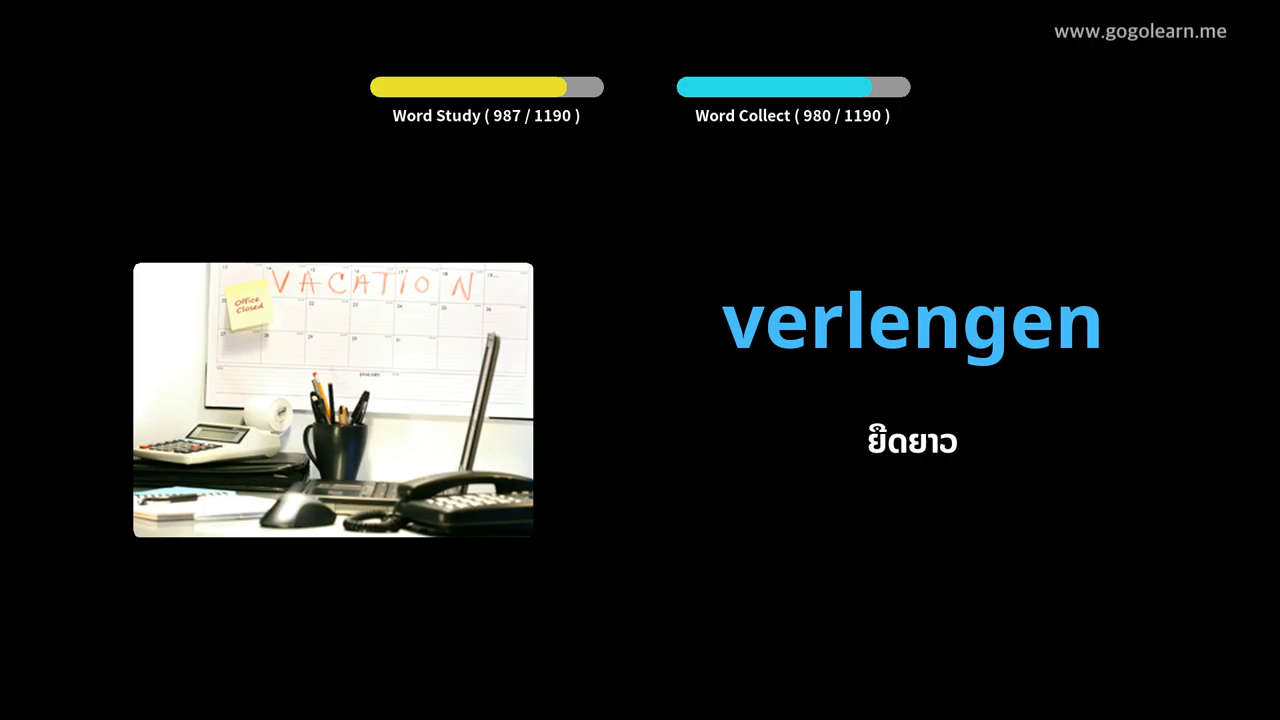 www.gogolearn.me
Word Study ( 987 / 1190 )
Word Collect ( 980 / 1190 )
VACATION
Office
Closed
verlengen
ຍືດຍາວ